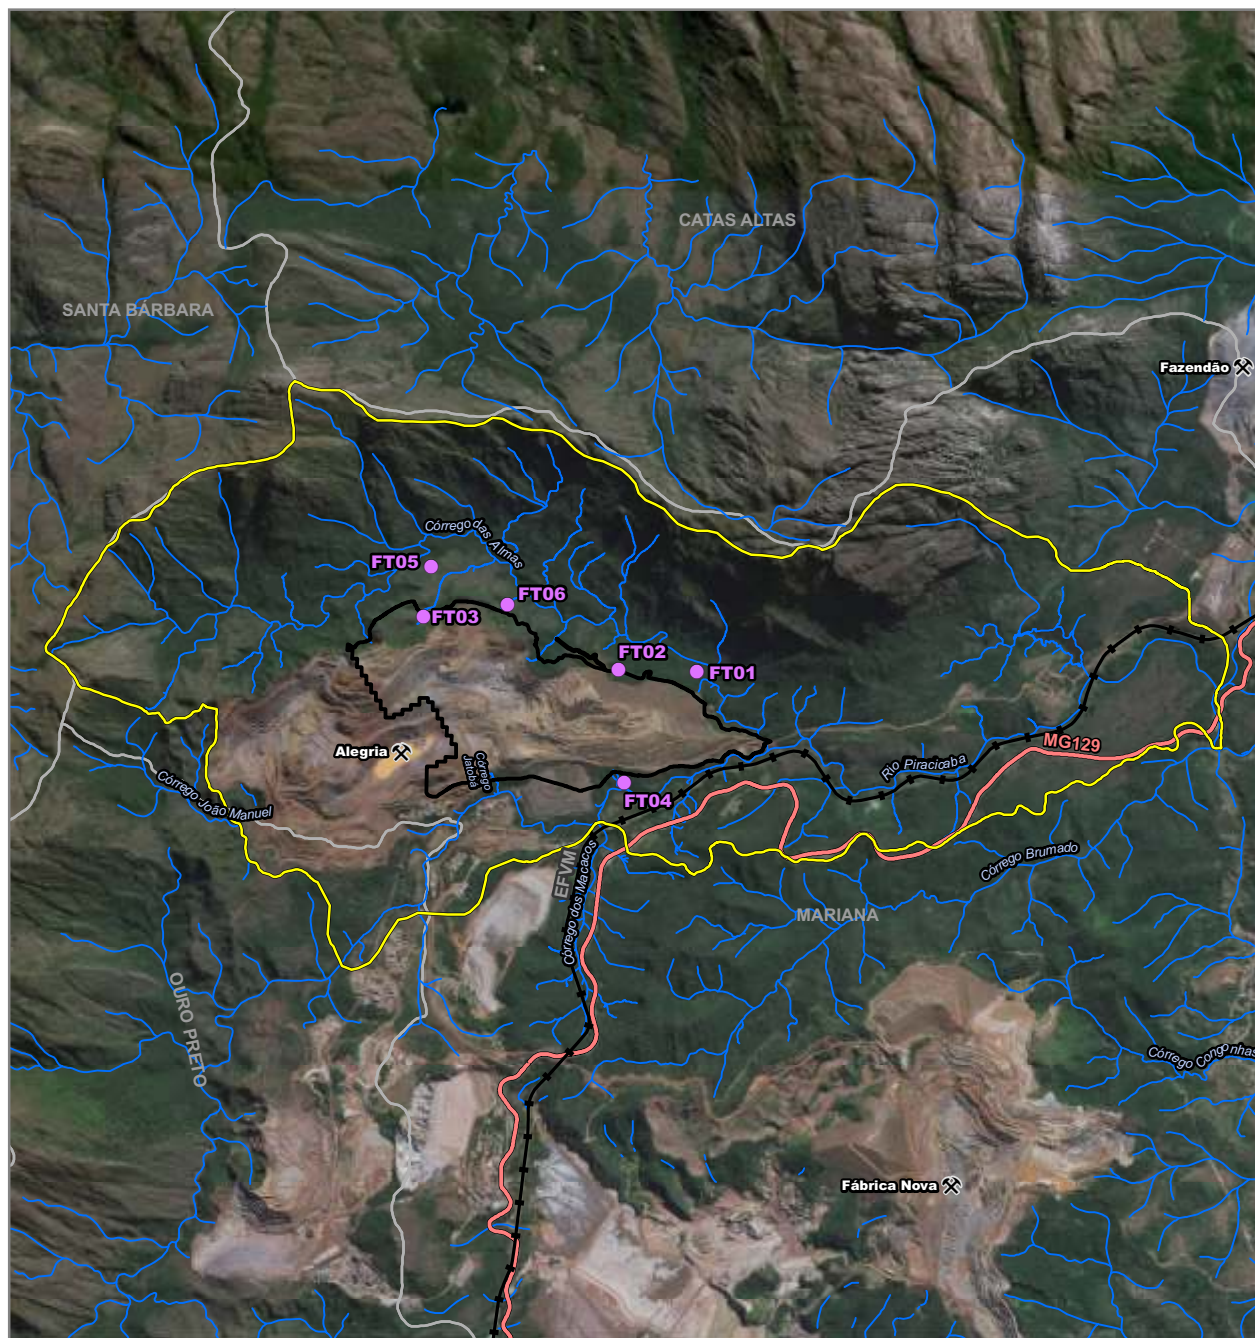 CATAS ALTAS
SANTA BÁRBARA
Fazendão
Córrego das Almas
FT05
FT06
FT03
FT02
FT01
MG129
Alegria
Córrego
Jatobá
Rio Piracicaba
Córrego João Manuel
FT04
Córrego Brumado
EFVM
Córrego dos Macacos
MARIANA
OURO PRETO
Córrego Congonhas
Fábrica Nova